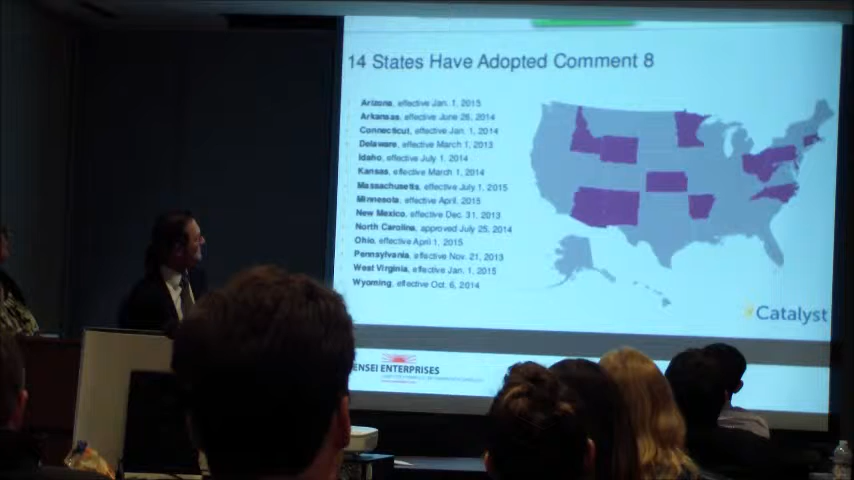 14 States Have Adopted Comment 8
Arizona, effective Jan. 1, 2015
Arkansas, effective June 26, 2014
Connecticut, effective Jan. 1, 2014
Delaware, effective March 1, 2013
Idaho, effective July 1, 2014
Kansas, effective March 1, 2014
Massachusetts, effective July 1, 2015
Minnesota, effective April, 2015
New Mexico, effective Dec. 31, 2013
North Carolina, approved July 25, 2014
Ohio, effective April 1, 2015
Pennsylvania, effective Nov. 21, 2013
West Virginia, effective Jan. 1, 2015
Wyoming, effective Oct. 6, 2014
Catalyst
ENSEI ENTERPRISES